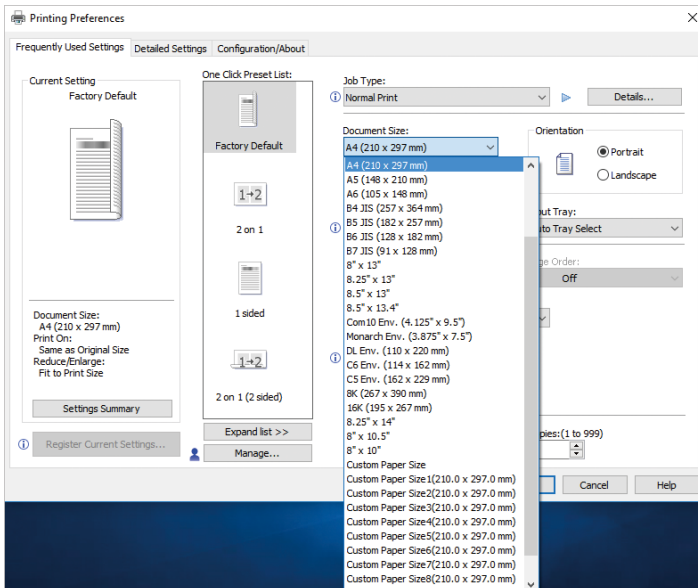 Printing Preferences
Frequently Used Settings
Detailed Settings
Configuration/About
Current Setting
Factory Default
Document Size:
A4 (210 x 297 mm)
Print On:
Same as Original Size
Reduce/Enlarge:
Fit to Print Size
Settings Summary
Register Current Settings...
One Click Preset List:
Factory Default
1→2
2 on 1
1 sided
1→2
2 on 1 (2 sided)
Expand list >>
Manage...
Job Type:
Normal Print
Details...
Document Size:
A4 (210 x 297 mm)
A4 (210 x 297 mm)
A5 (148 x 210 mm)
A6 (105 x 148 mm)
B4 JIS (257 x 364 mm)
B5 JIS (182 x 257 mm)
B6 JIS (128 x 182 mm)
B7 JIS (91 x 128 mm)
8" x 13"
8.25" x 13"
8.5" x 13"
8.5" x 13.4"
Com10 Env. (4.125" x 9.5")
Monarch Env. (3.875" x 7.5")
DL Env. (110 x 220 mm)
C6 Env. (114 x 162 mm)
C5 Env. (162 x 229 mm)
8K (267 x 390 mm)
16K (195 x 267 mm)
8.25" x 14"
8" x 10.5"
8" x 10"
Custom Paper Size
Custom Paper Size1(210.0 x 297.0 mm)
Custom Paper Size2(210.0 x 297.0 mm)
Custom Paper Size3(210.0 x 297.0 mm)
Custom Paper Size4(210.0 x 297.0 mm)
Custom Paper Size5(210.0 x 297.0 mm)
Custom Paper Size6(210.0 x 297.0 mm)
Custom Paper Size7(210.0 x 297.0 mm)
Custom Paper Size8(210.0 x 297.0 mm)
Orientation
Portrait
Landscape
Tray:
Tray Select
Order:
Off
(1 to 999)
Cancel
Help